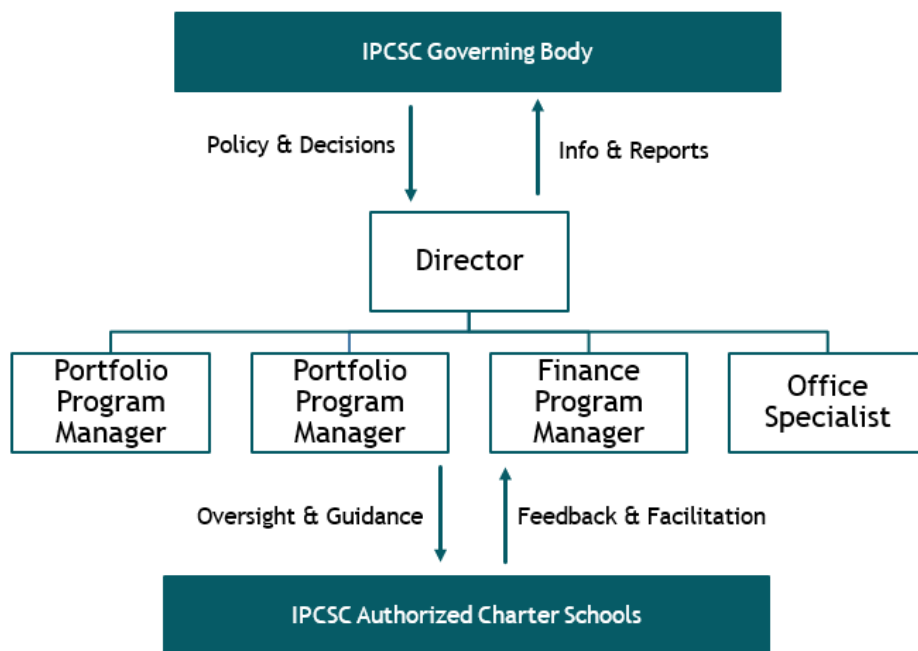 IPCSC Governing Body
Policy & Decisions
Info & Reports
Director
Portfolio
Program
Manager
Portfolio
Program
Manager
Finance
Program
Manager
Office
Specialist
Oversight & Guidance
Feedback & Facilitation
IPCSC Authorized Charter Schools